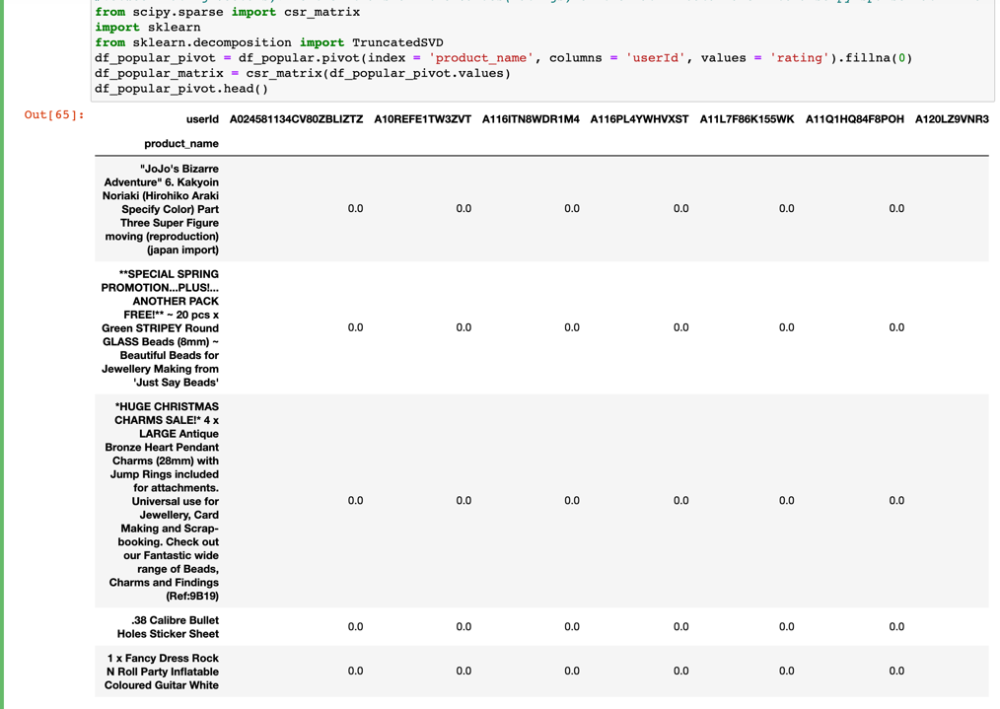 from scipy.sparse import csr_matrix
import sklearn
from sklearn.decomposition import TruncatedSVD
df_popular_pivot = df_popular.pivot(index = 'product_name', columns = 'userId', values = 'rating').fillna(0)
df_popular_matrix = csr_matrix(df_popular_pivot.values)
df_popular_pivot.head()
Out[65]:
userId A024581134CV80ZBLIZTZ A10REFE1TW3ZVT A116ITN8WDR1M4 A116PL4YWHVXST A11L7F86K155WK A11Q1HQ84F8POH A120LZ9VNR3
product_name
"JoJo's Bizarre
Adventure" 6. Kakyoin
Noriaki (Hirohiko Araki
Specify Color) Part 0.0 0.0 0.0 0.0 0.0 0.0
Three Super Figure
moving (reproduction)
(japan import)
**SPECIAL SPRING
PROMOTION...PLUS!...
ANOTHER PACK
FREE!** ~ 20 pcs x
Green STRIPEY Round 0.0 0.0 0.0 0.0 0.0 0.0
GLASS Beads (8mm) ~
Beautiful Beads for
Jewellery Making from
'Just Say Beads'
*HUGE CHRISTMAS
CHARMS SALE!* 4 x
LARGE Antique
Bronze Heart Pendant
Charms (28mm) with
Jump Rings included
for attachments.
Universal use for 0.0 0.0 0.0 0.0 0.0 0.0
Jewellery, Card
Making and Scrap-
booking. Check out
our Fantastic wide
range of Beads,
Charms and Findings
(Ref:9B19)
.38 Calibre Bullet
Holes Sticker Sheet 0.0 0.0 0.0 0.0 0.0 0.0
1 x Fancy Dress Rock
N Roll Party Inflatable 0.0 0.0 0.0 0.0 0.0 0.0
Coloured Guitar White